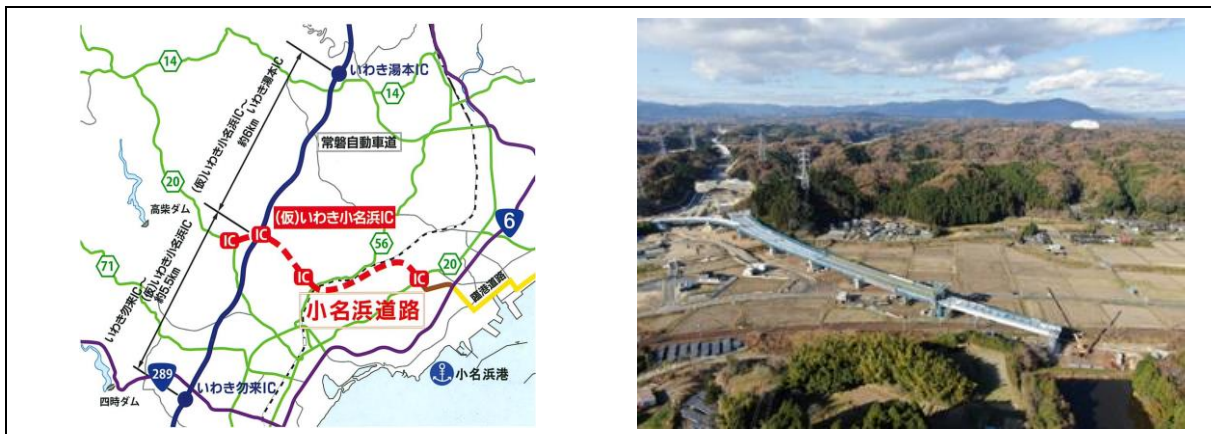 14
いわき湯本IC
14
(仮)いわき小名浜IC～いわき湯本IC
約6km
常磐自動車道
20
高柴ダム
(仮)いわき小名浜IC
6
IC
IC
56
71
いわき勿来IC～(仮)いわき小名浜IC
約5.5km
IC
IC
20
臨港道路
小名浜道路
289
いわき勿来IC
小名浜港
四時ダム